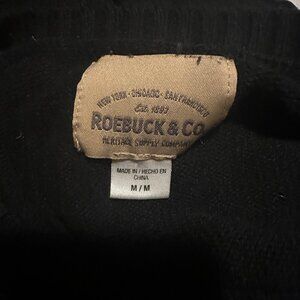 NEW YORK · CHICAGO · SAN FRANCISCO
Est. 1893
ROEBUCK & CO.
HERITAGE SUPPLY COMPANY
MADE IN / HECHO EN
CHINA
M / M